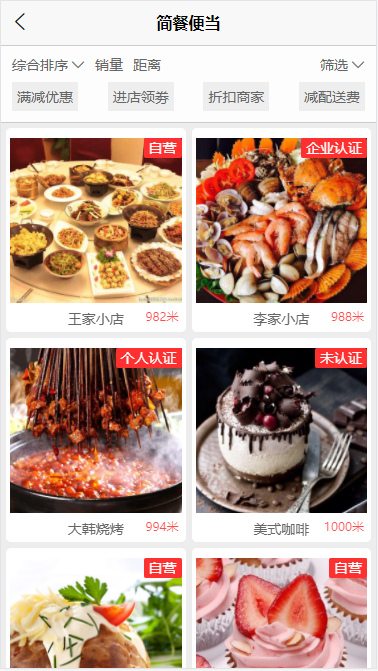 简餐便当
综合排序 销量 距离 筛选
满减优惠 进店领券 折扣商家 减配送费
自营 企业认证
王家小店 982米 李家小店 988米
个人认证 未认证
大韩烧烤 994米 美式咖啡 1000米
自营 自营